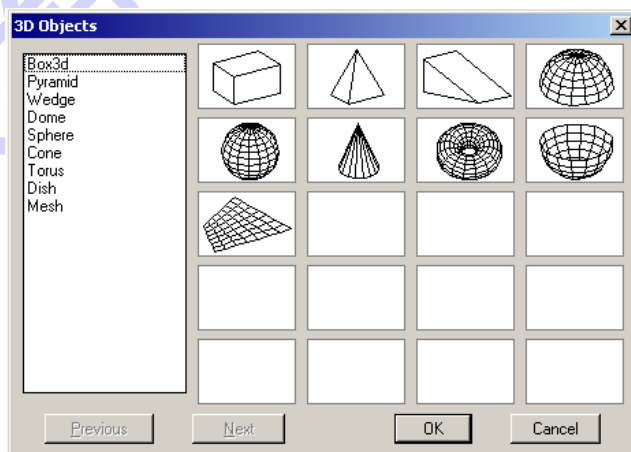 3D Objects
Box3d
Pyramid
Wedge
Dome
Sphere
Cone
Torus
Dish
Mesh
Previous
Next
OK
Cancel